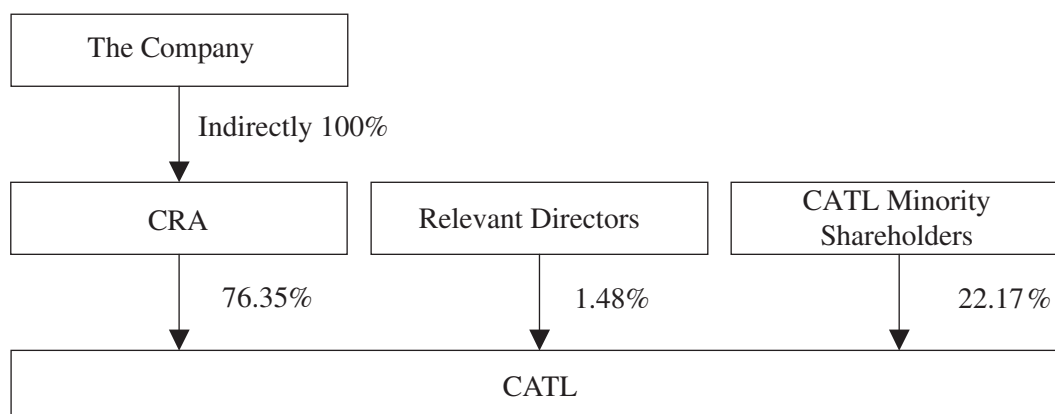 The Company
Indirectly 100%
CRA
Relevant Directors
CATL Minority
Shareholders
76.35%
1.48%
22.17%
CATL